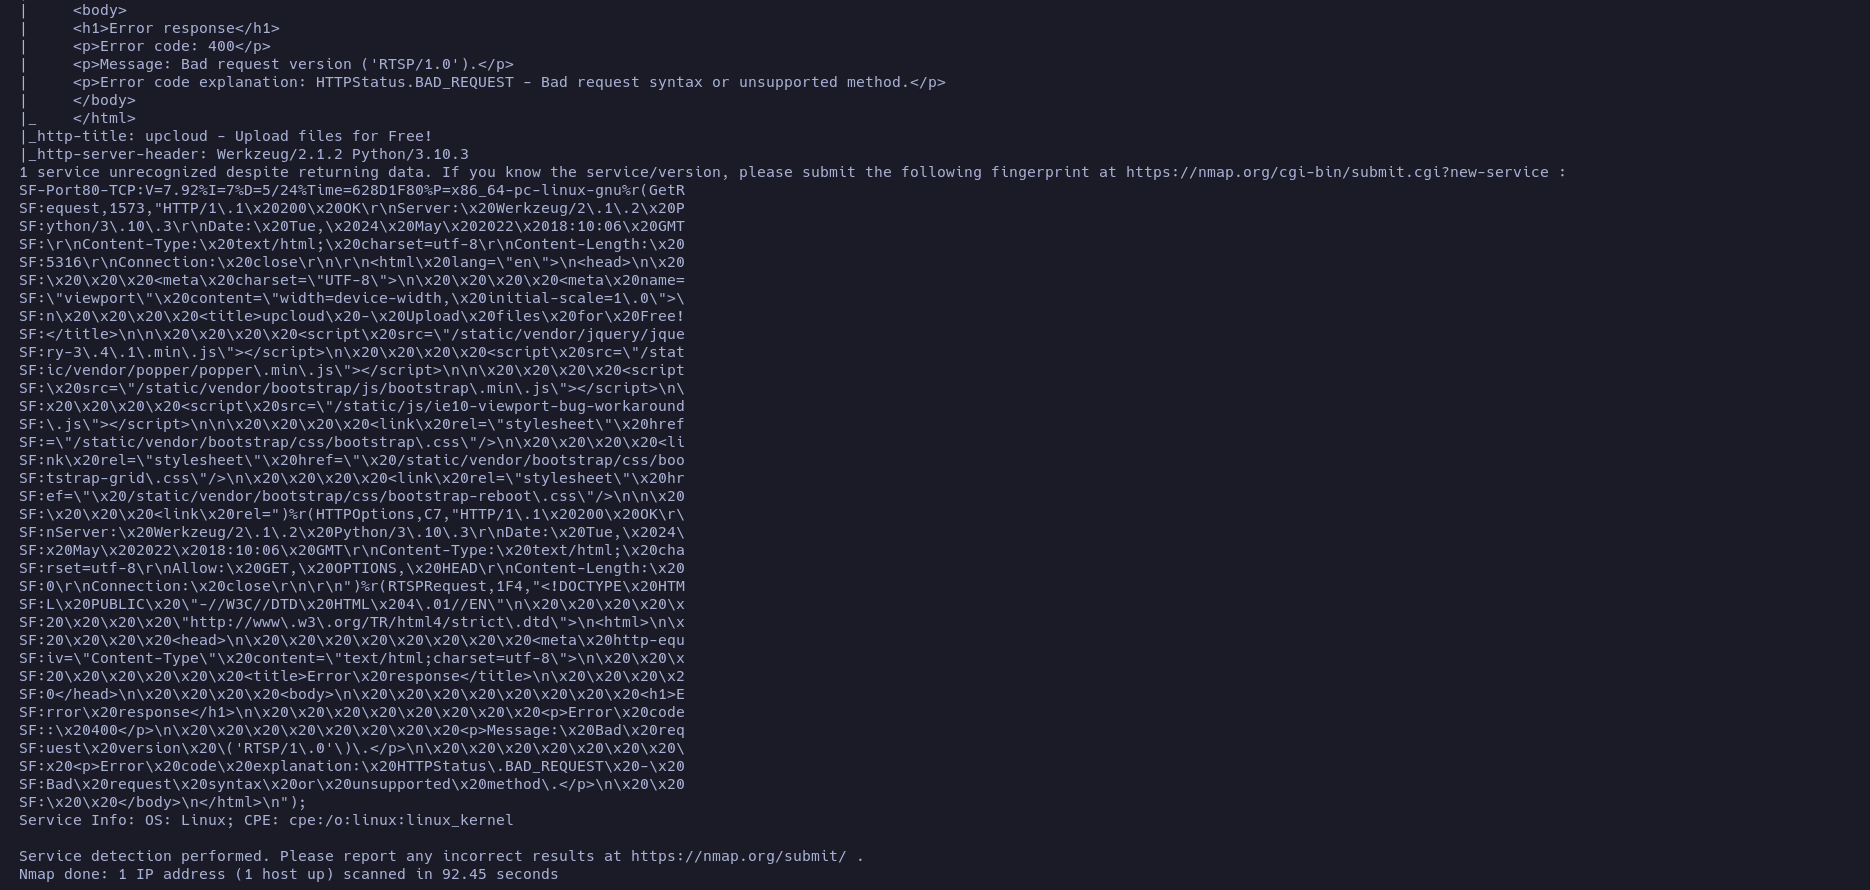 |     <body>
|     <h1>Error response</h1>
|     <p>Error code: 400</p>
|     <p>Message: Bad request version ('RTSP/1.0').</p>
|     <p>Error code explanation: HTTPStatus.BAD_REQUEST - Bad request syntax or unsupported method.</p>
|     </body>
|_    </html>
|_http-title: upcloud - Upload files for Free!
|_http-server-header: Werkzeug/2.1.2 Python/3.10.3
1 service unrecognized despite returning data. If you know the service/version, please submit the following fingerprint at https://nmap.org/cgi-bin/submit.cgi?new-service :
SF-Port80-TCP:V=7.92%I=7%D=5/24%Time=628D1F80%P=x86_64-pc-linux-gnu%r(GetR
SF:equest,1573,"HTTP/1\.1\x20200\x20OK\r\nServer:\x20Werkzeug/2\.1\.2\x20P
SF:ython/3\.10\.3\r\nDate:\x20Tue,\x2024\x20May\x202022\x2018:10:06\x20GMT
SF:\r\nContent-Type:\x20text/html;\x20charset=utf-8\r\nContent-Length:\x20
SF:5316\r\nConnection:\x20close\r\n\r\n<html\x20lang=\"en\">\n<head>\n\x20
SF:\x20\x20\x20<meta\x20charset=\"UTF-8\">\n\x20\x20\x20\x20<meta\x20name=
SF:\"viewport\"\x20content=\"width=device-width,\x20initial-scale=1\.0\">\
SF:n\x20\x20\x20\x20<title>upcloud\x20-\x20Upload\x20files\x20for\x20Free!
SF:</title>\n\n\x20\x20\x20\x20<script\x20src=\"/static/vendor/jquery/jque
SF:ry-3\.4\.1\.min\.js\"></script>\n\x20\x20\x20\x20<script\x20src=\"/stat
SF:ic/vendor/popper/popper\.min\.js\"></script>\n\n\x20\x20\x20\x20<script
SF:\x20src=\"/static/vendor/bootstrap/js/bootstrap\.min\.js\"></script>\n\
SF:x20\x20\x20\x20<script\x20src=\"/static/js/ie10-viewport-bug-workaround
SF:\.js\"></script>\n\n\x20\x20\x20\x20<link\x20rel=\"stylesheet\"\x20href
SF:=\"/static/vendor/bootstrap/css/bootstrap\.css\"/>\n\x20\x20\x20\x20<li
SF:nk\x20rel=\"stylesheet\"\x20href=\"\x20/static/vendor/bootstrap/css/boo
SF:tstrap-grid\.css\"/>\n\x20\x20\x20\x20<link\x20rel=\"stylesheet\"\x20hr
SF:ef=\"\x20/static/vendor/bootstrap/css/bootstrap-reboot\.css\"/>\n\n\x20
SF:\x20\x20\x20<link\x20rel=")%r(HTTPOptions,C7,"HTTP/1\.1\x20200\x20OK\r\
SF:nServer:\x20Werkzeug/2\.1\.2\x20Python/3\.10\.3\r\nDate:\x20Tue,\x2024\
SF:x20May\x202022\x2018:10:06\x20GMT\r\nContent-Type:\x20text/html;\x20cha
SF:rset=utf-8\r\nAllow:\x20GET,\x20OPTIONS,\x20HEAD\r\nContent-Length:\x20
SF:0\r\nConnection:\x20close\r\n\r\n")%r(RTSPRequest,1F4,"<!DOCTYPE\x20HTM
SF:L\x20PUBLIC\x20\"-//W3C//DTD\x20HTML\x204\.01//EN\"\n\x20\x20\x20\x20\x
SF:20\x20\x20\x20\"http://www\.w3\.org/TR/html4/strict\.dtd\">\n<html>\n\x
SF:20\x20\x20\x20<head>\n\x20\x20\x20\x20\x20\x20\x20\x20<meta\x20http-equ
SF:iv=\"Content-Type\"\x20content=\"text/html;charset=utf-8\">\n\x20\x20\x
SF:20\x20\x20\x20\x20\x20<title>Error\x20response</title>\n\x20\x20\x20\x2
SF:0</head>\n\x20\x20\x20\x20<body>\n\x20\x20\x20\x20\x20\x20\x20\x20<h1>E
SF:rror\x20response</h1>\n\x20\x20\x20\x20\x20\x20\x20\x20<p>Error\x20code
SF::\x20400</p>\n\x20\x20\x20\x20\x20\x20\x20\x20<p>Message:\x20Bad\x20req
SF:uest\x20version\x20\('RTSP/1\.0'\)\.</p>\n\x20\x20\x20\x20\x20\x20\x20\
SF:x20<p>Error\x20code\x20explanation:\x20HTTPStatus\.BAD_REQUEST\x20-\x20
SF:Bad\x20request\x20syntax\x20or\x20unsupported\x20method\.</p>\n\x20\x20
SF:\x20\x20</body>\n</html>\n");
Service Info: OS: Linux; CPE: cpe:/o:linux:linux_kernel

Service detection performed. Please report any incorrect results at https://nmap.org/submit/ .
Nmap done: 1 IP address (1 host up) scanned in 92.45 seconds